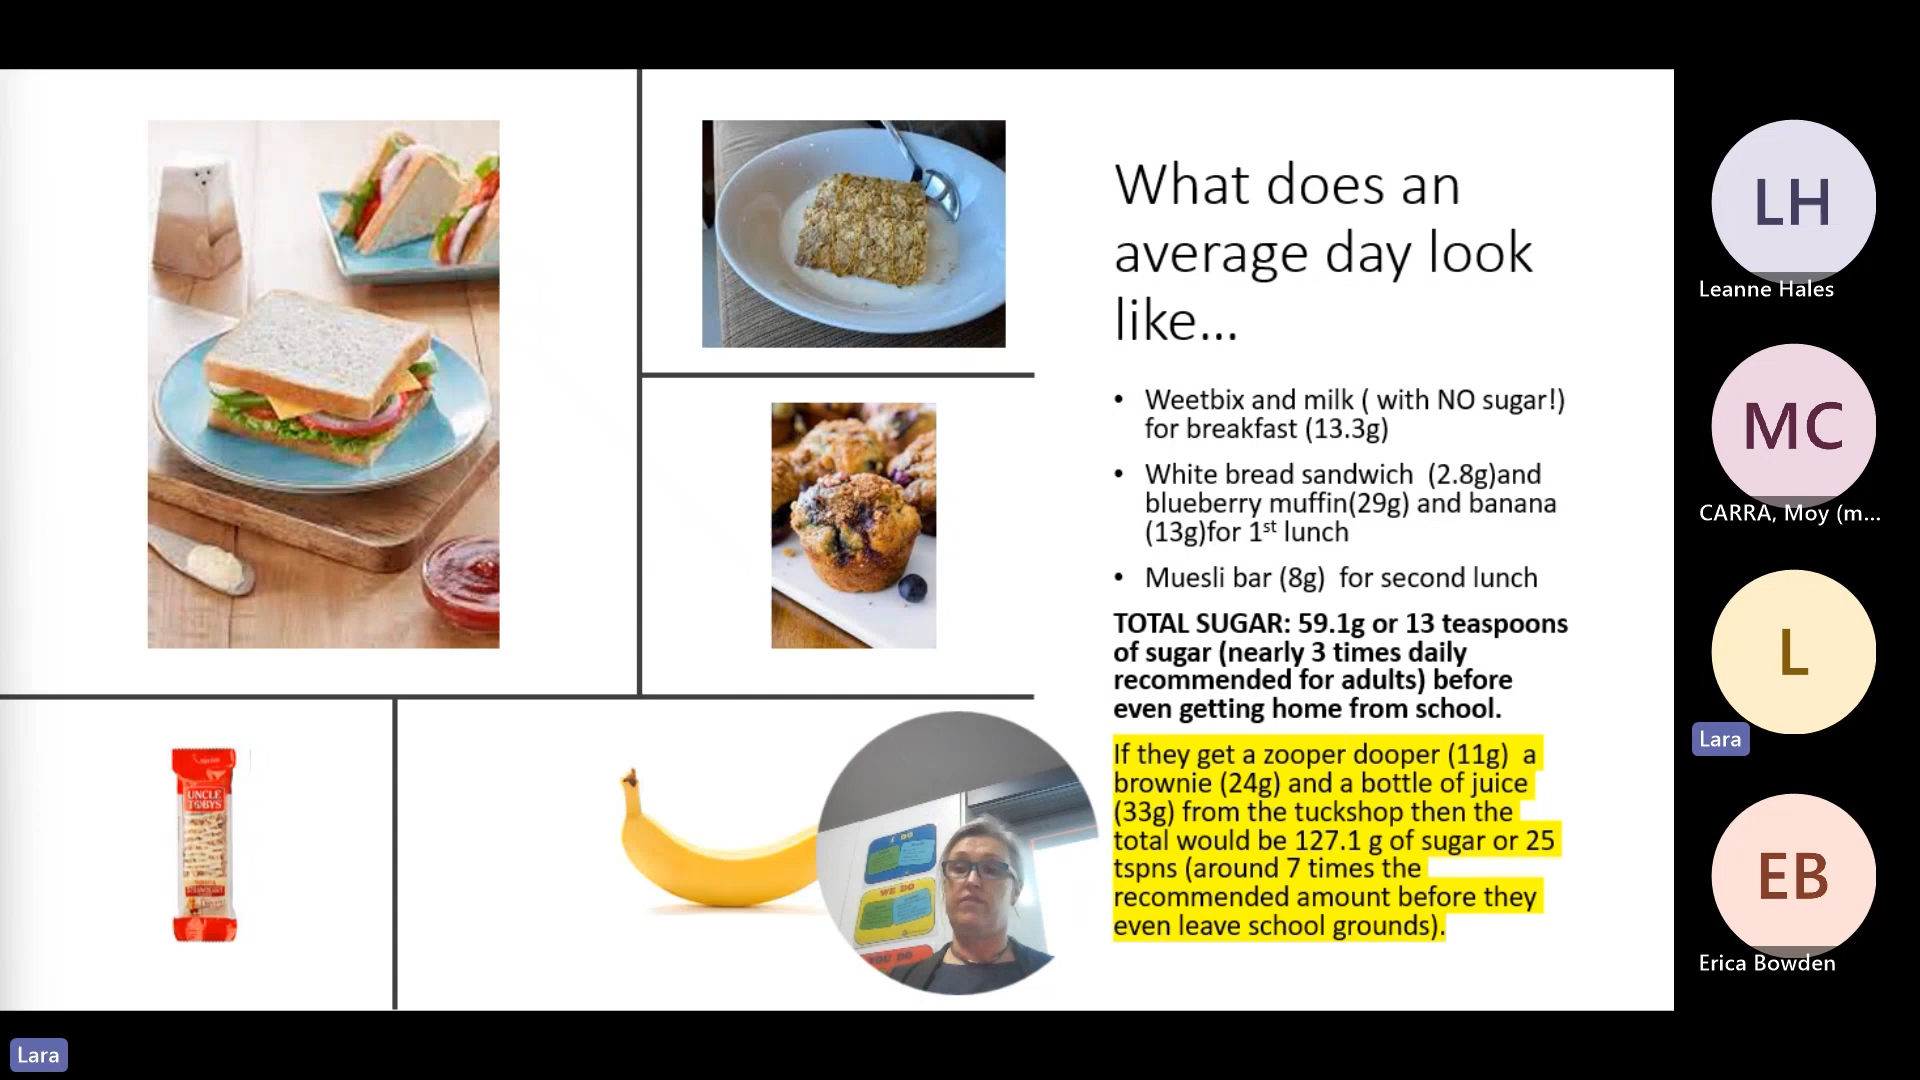 What does an
average day look
like...
• Weetbix and milk ( with NO sugar!)
for breakfast (13.3g)
• White bread sandwich  (2.8g)and
blueberry muffin(29g) and banana
(13g)for 1st lunch
• Muesli bar (8g)  for second lunch
TOTAL SUGAR: 59.1g or 13 teaspoons
of sugar (nearly 3 times daily
recommended for adults) before
even getting home from school.
If they get a zooper dooper (11g)  a
brownie (24g) and a bottle of juice
(33g) from the tuckshop then the
total would be 127.1 g of sugar or 25
tspns (around 7 times the
recommended amount before they
even leave school grounds).
UNCLE
TOBYS
I DO
WE DO
YOU DO
LH
Leanne Hales
MC
CARRA, Moy (m...
L
Lara
EB
Erica Bowden
Lara